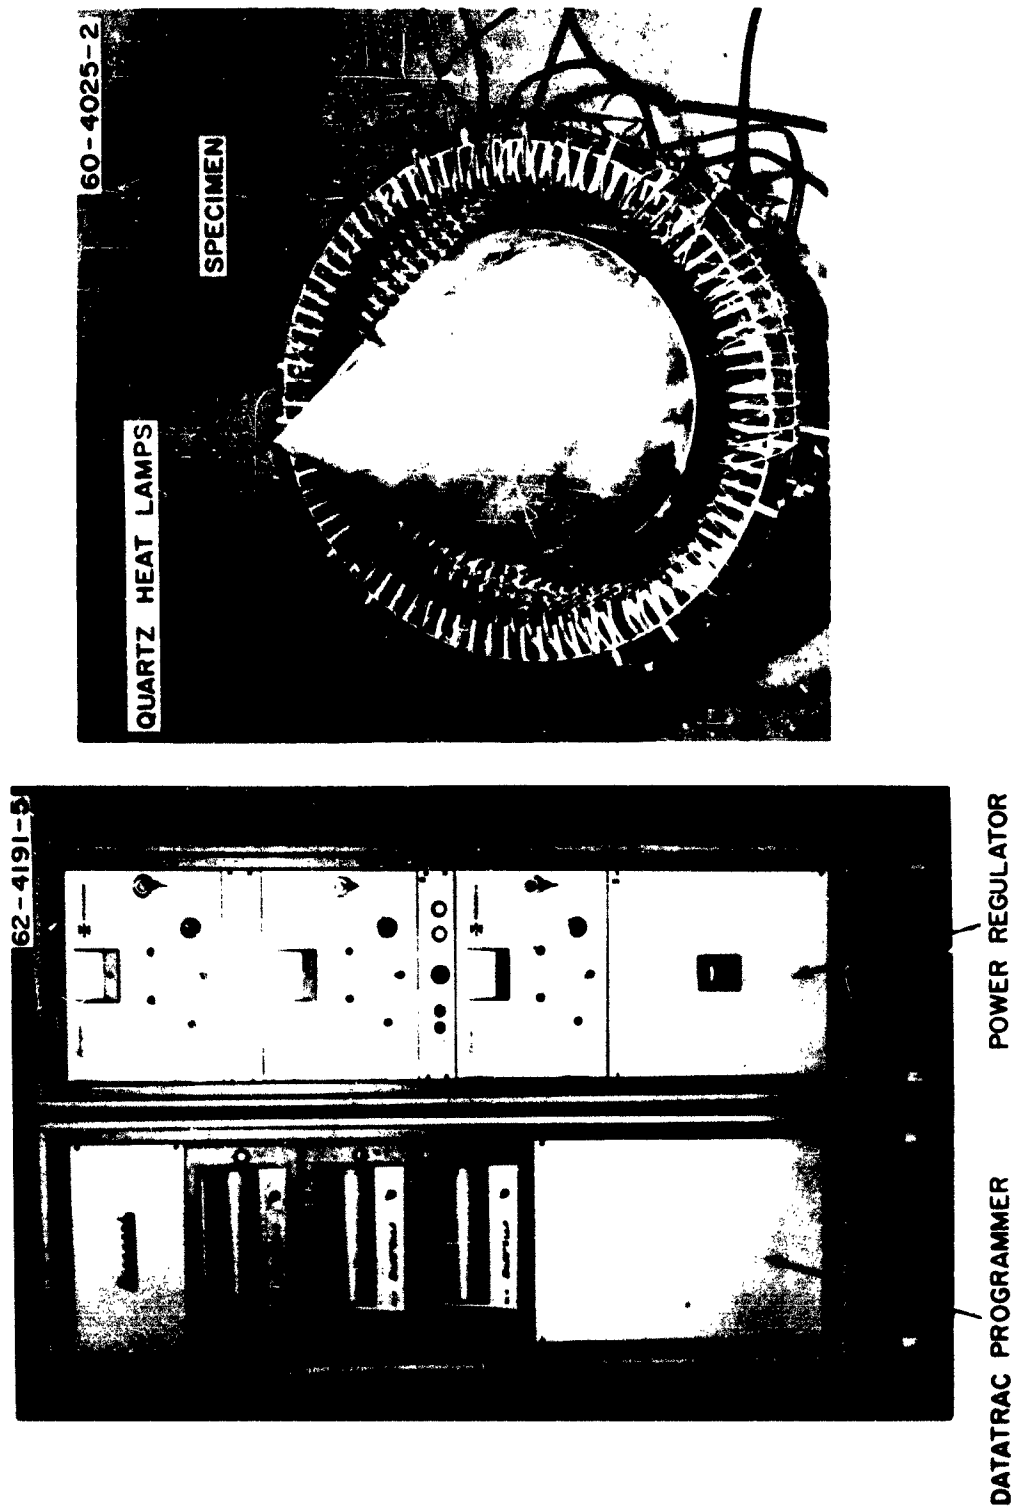 60-4025-2
SPECIMEN
QUARTZ HEAT LAMPS
62-4191-5
POWER REGULATOR
DATATRAC PROGRAMMER